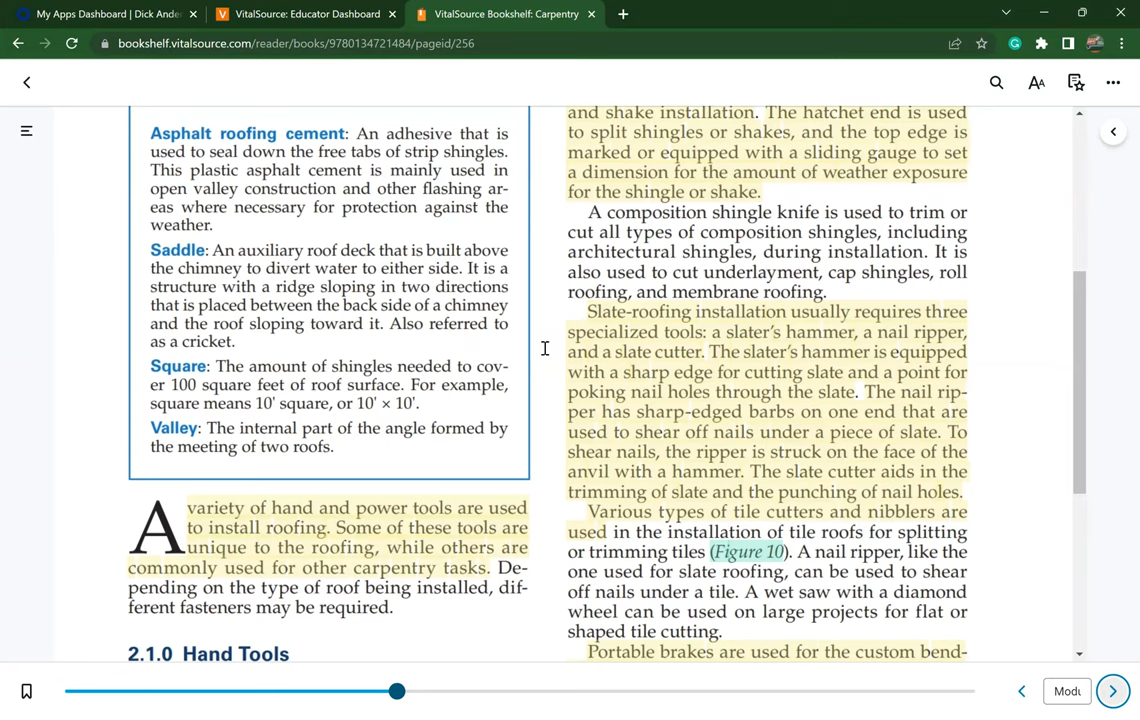 My Apps Dashboard | Dick Ander
VitalSource: Educator Dashboard
VitalSource Bookshelf: Carpentry
bookshelf.vitalsource.com/reader/books/9780134721484/pageid/256
Asphalt roofing cement: An adhesive that is
used to seal down the free tabs of strip shingles.
This plastic asphalt cement is mainly used in
open valley construction and other flashing ar-
eas where necessary for protection against the
weather.
Saddle: An auxiliary roof deck that is built above
the chimney to divert water to either side. It is a
structure with a ridge sloping in two directions
that is placed between the back side of a chimney
and the roof sloping toward it. Also referred to
as a cricket.
Square: The amount of shingles needed to cov-
er 100 square feet of roof surface. For example,
square means 10' square, or 10' × 10'.
Valley: The internal part of the angle formed by
the meeting of two roofs.
A variety of hand and power tools are used
to install roofing. Some of these tools are
unique to the roofing, while others are
commonly used for other carpentry tasks. De-
pending on the type of roof being installed, dif-
ferent fasteners may be required.
2.1.0 Hand Tools
and shake installation. The hatchet end is used
to split shingles or shakes, and the top edge is
marked or equipped with a sliding gauge to set
a dimension for the amount of weather exposure
for the shingle or shake.
A composition shingle knife is used to trim or
cut all types of composition shingles, including
architectural shingles, during installation. It is
also used to cut underlayment, cap shingles, roll
roofing, and membrane roofing.
Slate-roofing installation usually requires three
specialized tools: a slater's hammer, a nail ripper,
and a slate cutter. The slater's hammer is equipped
with a sharp edge for cutting slate and a point for
poking nail holes through the slate. The nail rip-
per has sharp-edged barbs on one end that are
used to shear off nails under a piece of slate. To
shear nails, the ripper is struck on the face of the
anvil with a hammer. The slate cutter aids in the
trimming of slate and the punching of nail holes.
Various types of tile cutters and nibblers are
used in the installation of tile roofs for splitting
or trimming tiles (Figure 10). A nail ripper, like the
one used for slate roofing, can be used to shear
off nails under a tile. A wet saw with a diamond
wheel can be used on large projects for flat or
shaped tile cutting.
Portable brakes are used for the custom bend-
Modu